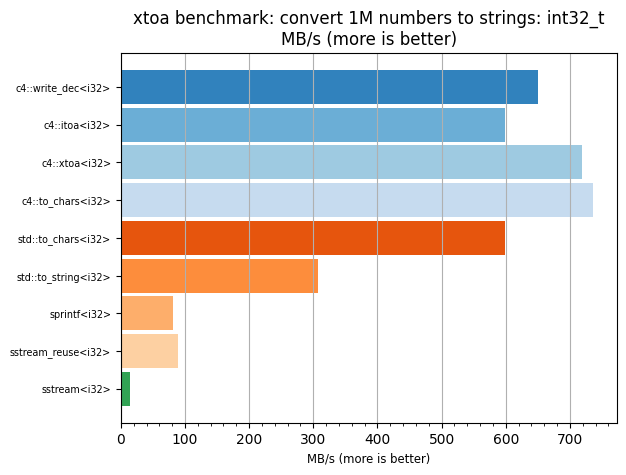 xtoa benchmark: convert 1M numbers to strings: int32_t
MB/s (more is better)
c4::write_dec<i32>
c4::itoa<i32>
c4::xtoa<i32>
c4::to_chars<i32>
std::to_chars<i32>
std::to_string<i32>
sprintf<i32>
sstream_reuse<i32>
sstream<i32>
0 100 200 300 400 500 600 700
MB/s (more is better)